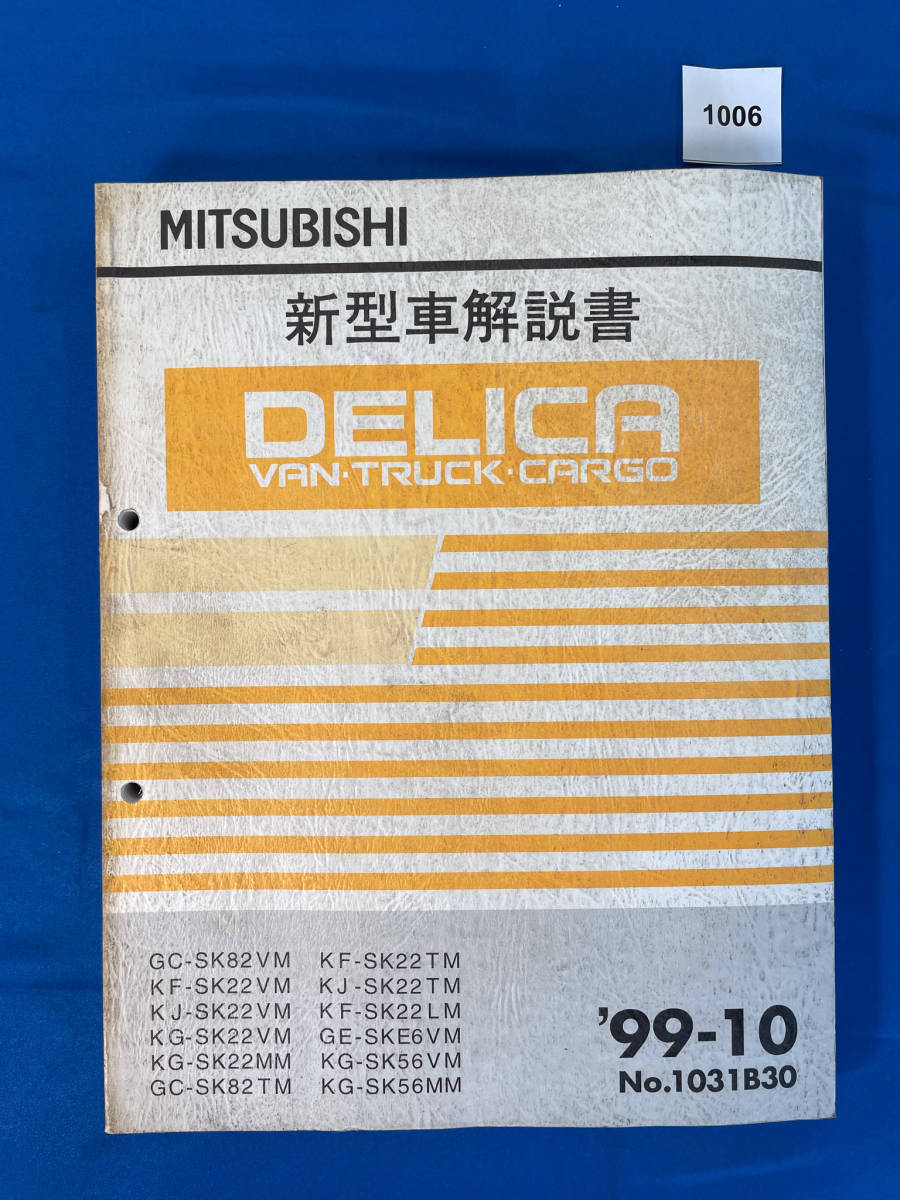 1006
MITSUBISHI
新型車解説書
DELICA
VAN·TRUCK·CARGO
GC-SK82VM KF-SK22TM
KF-SK22VM KJ-SK22TM
KJ-SK22VM KF-SK22LM
KG-SK22VM GE-SKE6VM
KG-SK22MM KG-SK56VM
GC-SK82TM KG-SK56MM
'99-10
No.1031B30